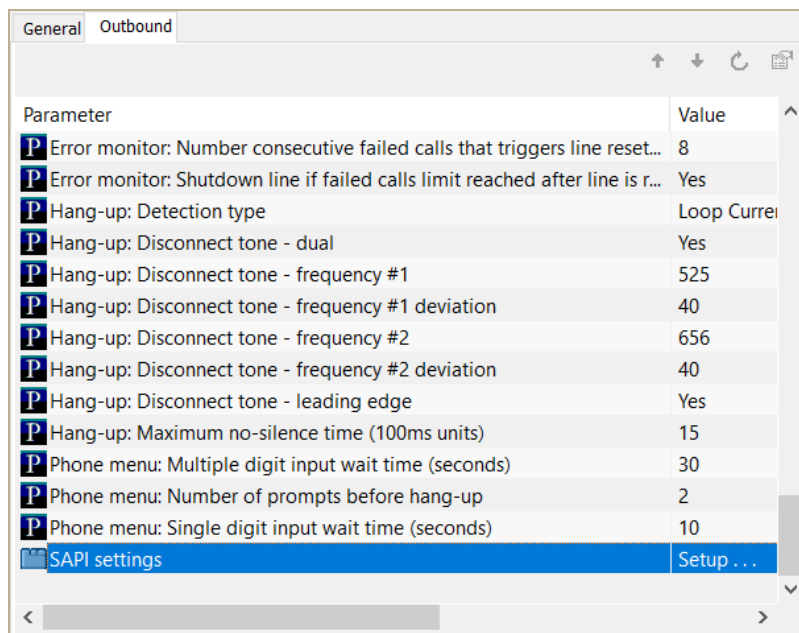 General Outbound
Parameter Value
P Error monitor: Number consecutive failed calls that triggers line reset... 8
P Error monitor: Shutdown line if failed calls limit reached after line is r... Yes
P Hang-up: Detection type Loop Curre
P Hang-up: Disconnect tone - dual Yes
P Hang-up: Disconnect tone - frequency #1 525
P Hang-up: Disconnect tone - frequency #1 deviation 40
P Hang-up: Disconnect tone - frequency #2 656
P Hang-up: Disconnect tone - frequency #2 deviation 40
P Hang-up: Disconnect tone - leading edge Yes
P Hang-up: Maximum no-silence time (100ms units) 15
P Phone menu: Multiple digit input wait time (seconds) 30
P Phone menu: Number of prompts before hang-up 2
P Phone menu: Single digit input wait time (seconds) 10
SAPI settings Setup . . .